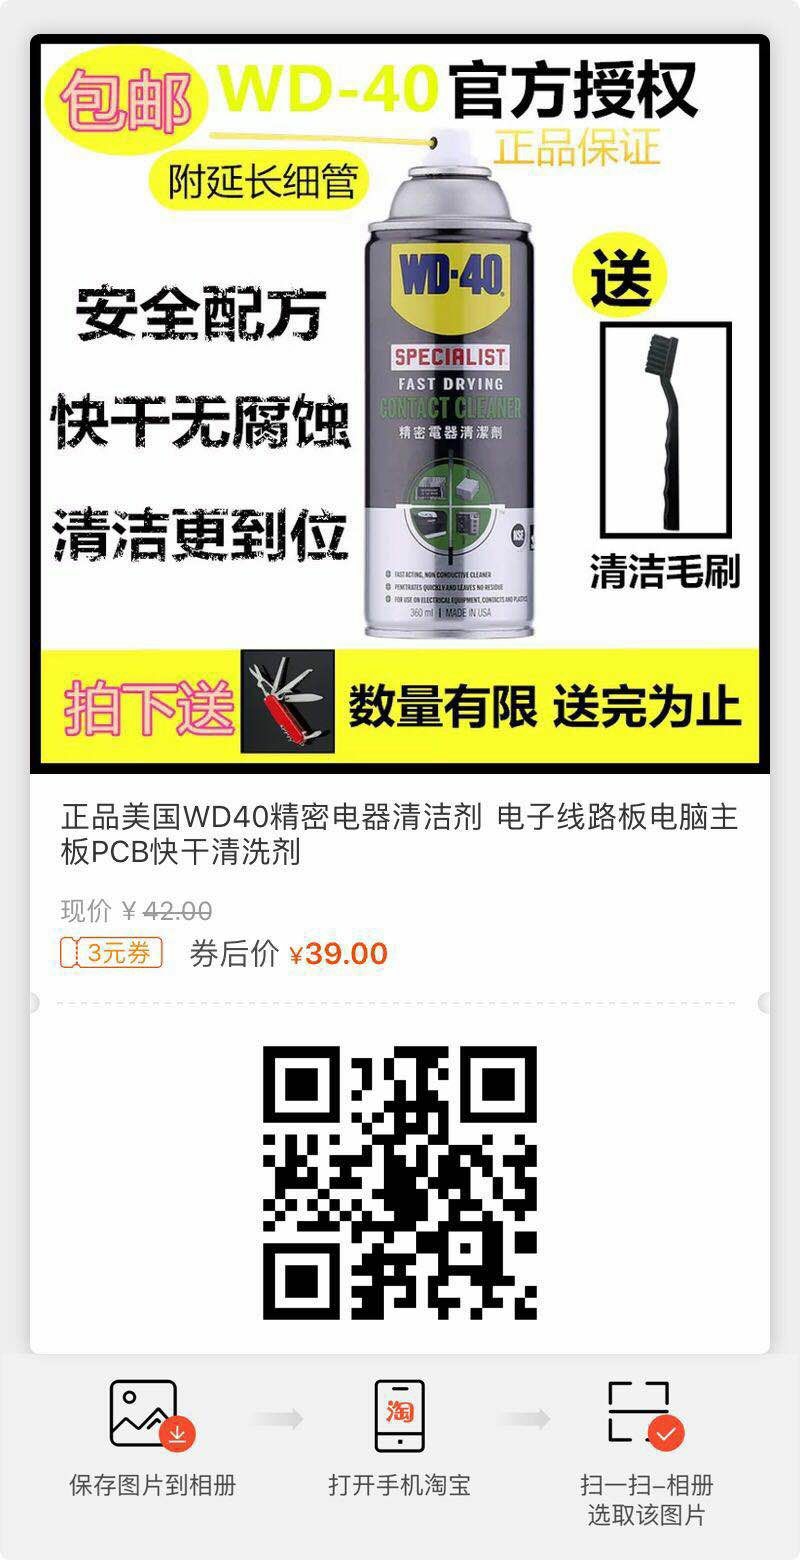 包邮
WD-40官方授权
正品保证
附延长细管
送
安全配方
快干无腐蚀
清洁更到位
WD-40
SPECIALIST
FAST DRYING
CONTACT CLEANER
精密電器清潔劑
NSF
FAST ACTING, NON CONDUCTIVE CLEANER
PENETRATES QUICKLY AND LEAVES NO RESIDUE
FOR USE ON ELECTRICAL EQUIPMENT, CONTACTS AND PLASTICS
360 ml | MADE IN USA
清洁毛刷
拍下送 数量有限 送完为止
正品美国WD40精密电器清洁剂 电子线路板电脑主
板PCB快干清洗剂
现价 ¥ 42.00
3元券 券后价 ¥39.00
淘
保存图片到相册
打开手机淘宝
扫一扫-相册
选取该图片